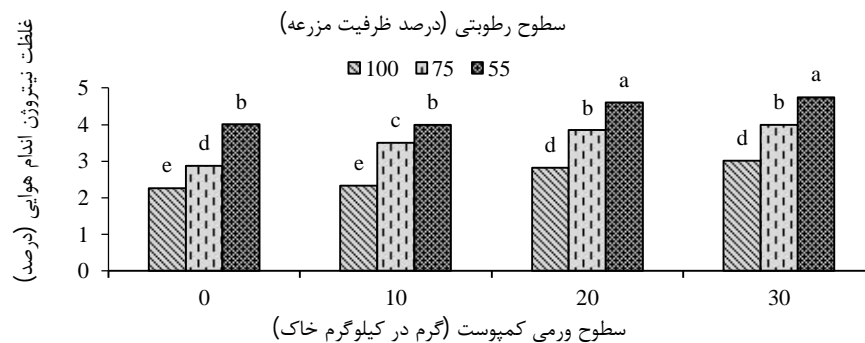 سطوح رطوبتی (درصد ظرفیت مزرعه)
100 75 55
غلظت نیتروژن اندام هوایی (درصد)
5
4
3
2
1
0
e d b
e c b
d b a
d b a
0 10 20 30
سطوح ورمی کمپوست (گرم در کیلوگرم خاک)